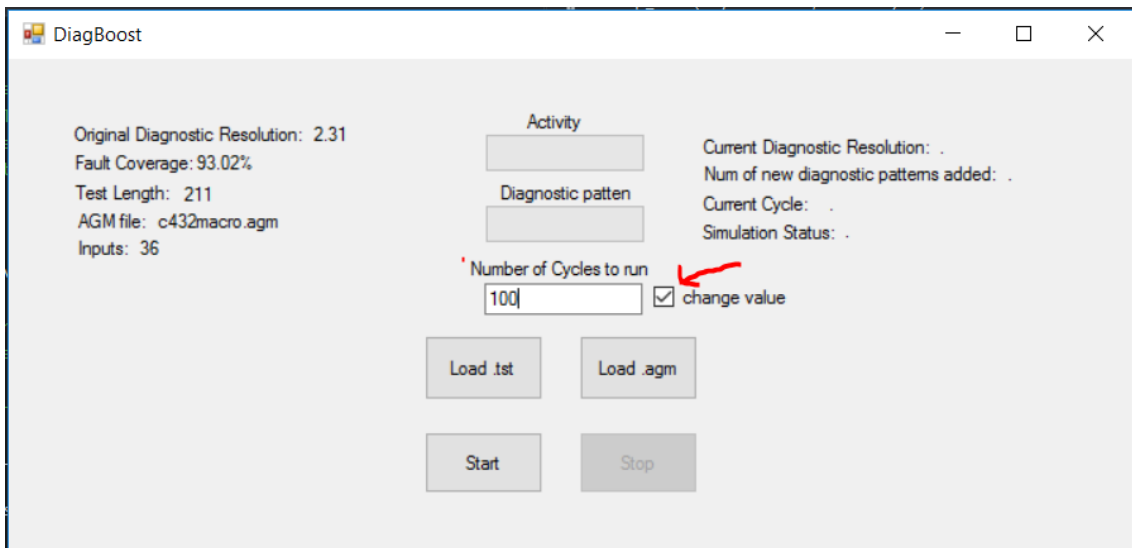 DiagBoost
Original Diagnostic Resolution: 2.31
Fault Coverage: 93.02%
Test Length: 211
AGM file: c432macro.agm
Inputs: 36
Activity
Diagnostic patten
Number of Cycles to run
100
change value
Current Diagnostic Resolution: .
Num of new diagnostic patterns added: .
Current Cycle: .
Simulation Status: .
Load .tst
Load .agm
Start
Stop